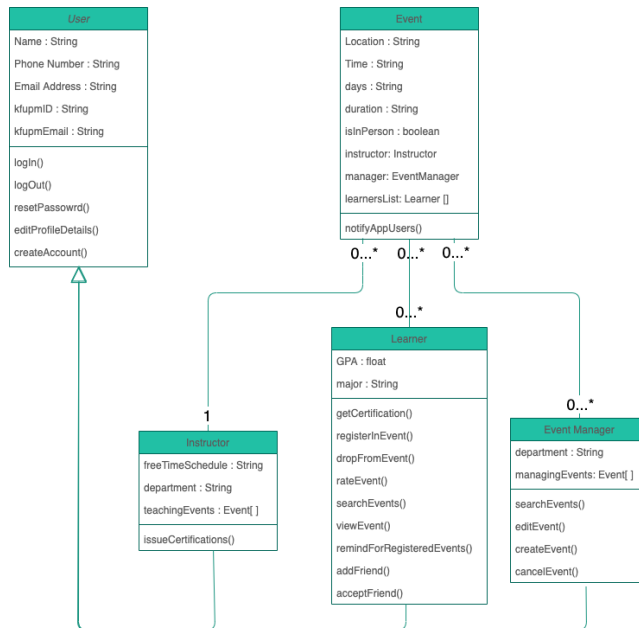 User
Name : String
Phone Number : String
Email Address : String
kfupmID : String
kfupmEmail : String
logIn()
logOut()
resetPassowrd()
editProfileDetails()
createAccount()
Event
Location : String
Time : String
days : String
duration : String
isInPerson : boolean
instructor: Instructor
manager: EventManager
learnersList: Learner []
notifyAppUsers()
0...*
0...*
0...*
1
0...*
0...*
Instructor
freeTimeSchedule : String
department : String
teachingEvents : Event[ ]
issueCertifications()
Learner
GPA : float
major : String
getCertification()
registerInEvent()
dropFromEvent()
rateEvent()
searchEvents()
viewEvent()
remindForRegisteredEvents()
addFriend()
acceptFriend()
Event Manager
department : String
managingEvents: Event[ ]
searchEvents()
editEvent()
createEvent()
cancelEvent()